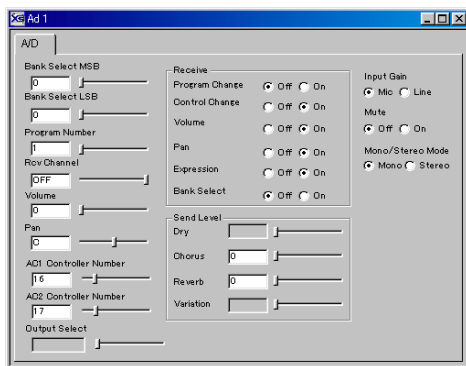 XG Ad 1
A/D
Bank Select MSB
0
Bank Select LSB
0
Program Number
1
Rcv Channel
OFF
Volume
0
Pan
C
AC1 Controller Number
16
AC2 Controller Number
17
Output Select
Receive
Program Change Off On
Control Change Off On
Volume Off On
Pan Off On
Expression Off On
Bank Select Off On
Send Level
Dry
Chorus 0
Reverb 0
Variation
Input Gain
Mic Line
Mute
Off On
Mono/Stereo Mode
Mono Stereo